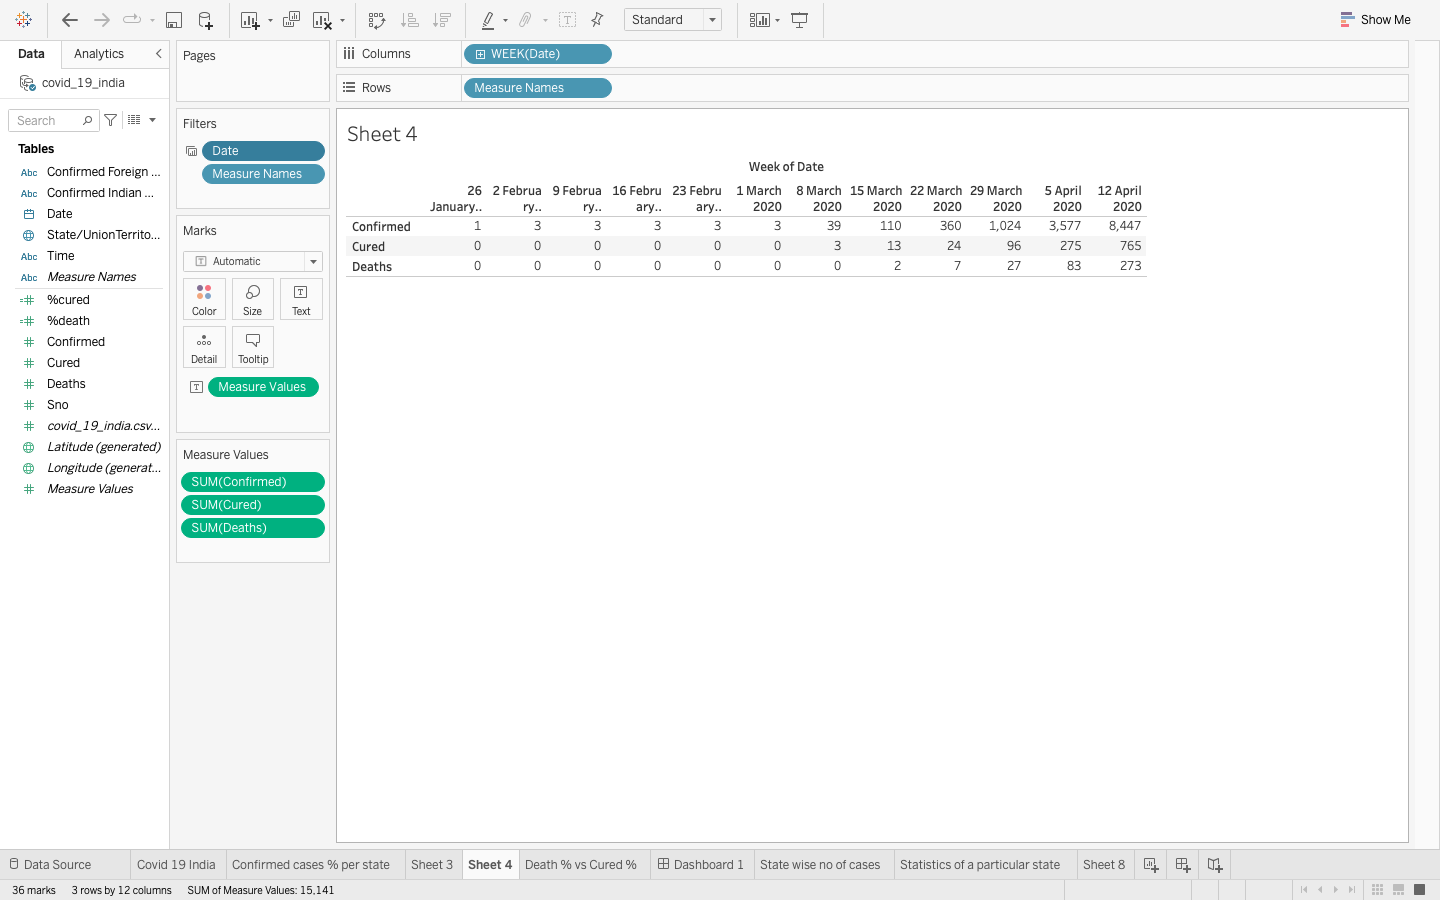 Standard
Show Me
Data
Analytics
covid_19_india
Search
Tables
Abc Confirmed Foreign ...
Abc Confirmed Indian ...
Date
State/UnionTerrito...
Abc Time
Abc Measure Names
%cured
%death
Confirmed
Cured
Deaths
Sno
covid_19_india.csv...
Latitude (generated)
Longitude (generat...
Measure Values
Pages
Filters
Date
Measure Names
Marks
Automatic
Color Size Text
Detail Tooltip
Measure Values
Measure Values
SUM(Confirmed)
SUM(Cured)
SUM(Deaths)
Columns WEEK(Date)
Rows Measure Names
Sheet 4
Week of Date
26 2 Februa 9 Februa 16 Febru 23 Febru 1 March 8 March 15 March 22 March 29 March 5 April 12 April
January.. ry.. ry.. ary.. ary.. 2020 2020 2020 2020 2020 2020 2020
Confirmed 1 3 3 3 3 3 39 110 360 1,024 3,577 8,447
Cured 0 0 0 0 0 0 3 13 24 96 275 765
Deaths 0 0 0 0 0 0 0 2 7 27 83 273
Data Source Covid 19 India Confirmed cases % per state Sheet 3 Sheet 4 Death % vs Cured % Dashboard 1 State wise no of cases Statistics of a particular state Sheet 8
36 marks 3 rows by 12 columns SUM of Measure Values: 15,141